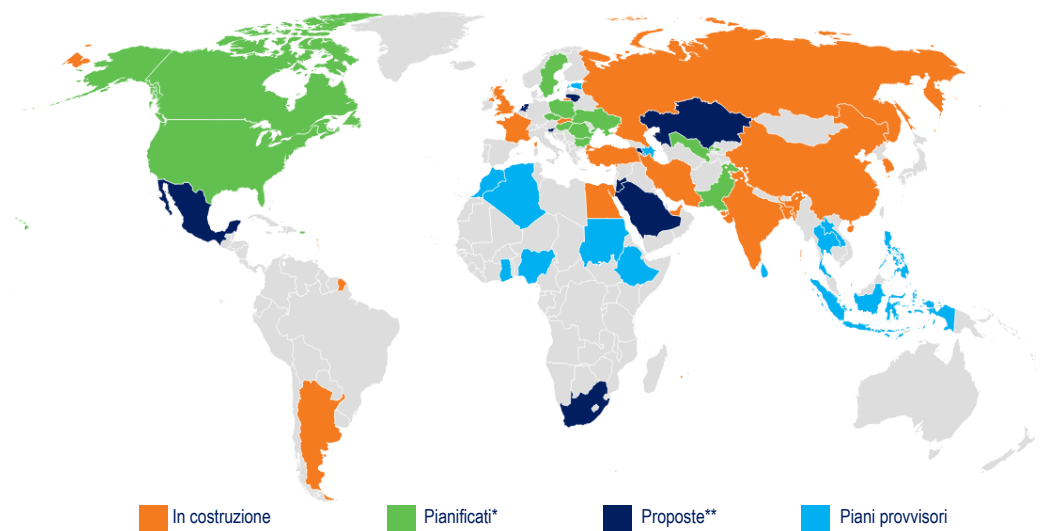 In costruzione
Pianificati*
Proposte**
Piani provvisori